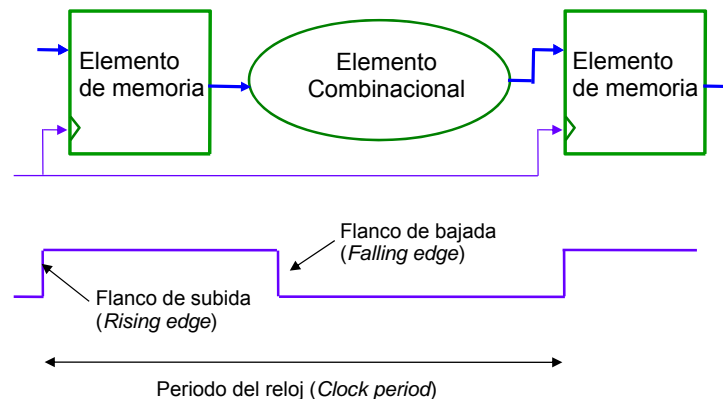 Elemento
de memoria
Elemento
Combinacional
Elemento
de memoria
Flanco de bajada
(Falling edge)
Flanco de subida
(Rising edge)
Periodo del reloj (Clock period)